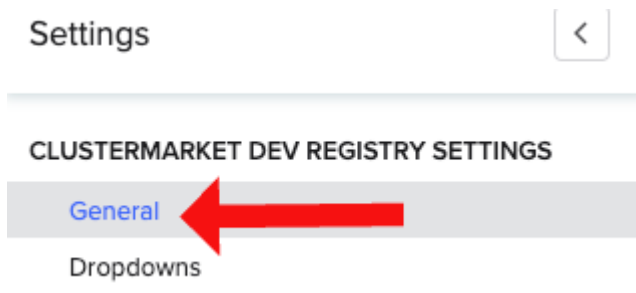 Settings
CLUSTERMARKET DEV REGISTRY SETTINGS
General
Dropdowns